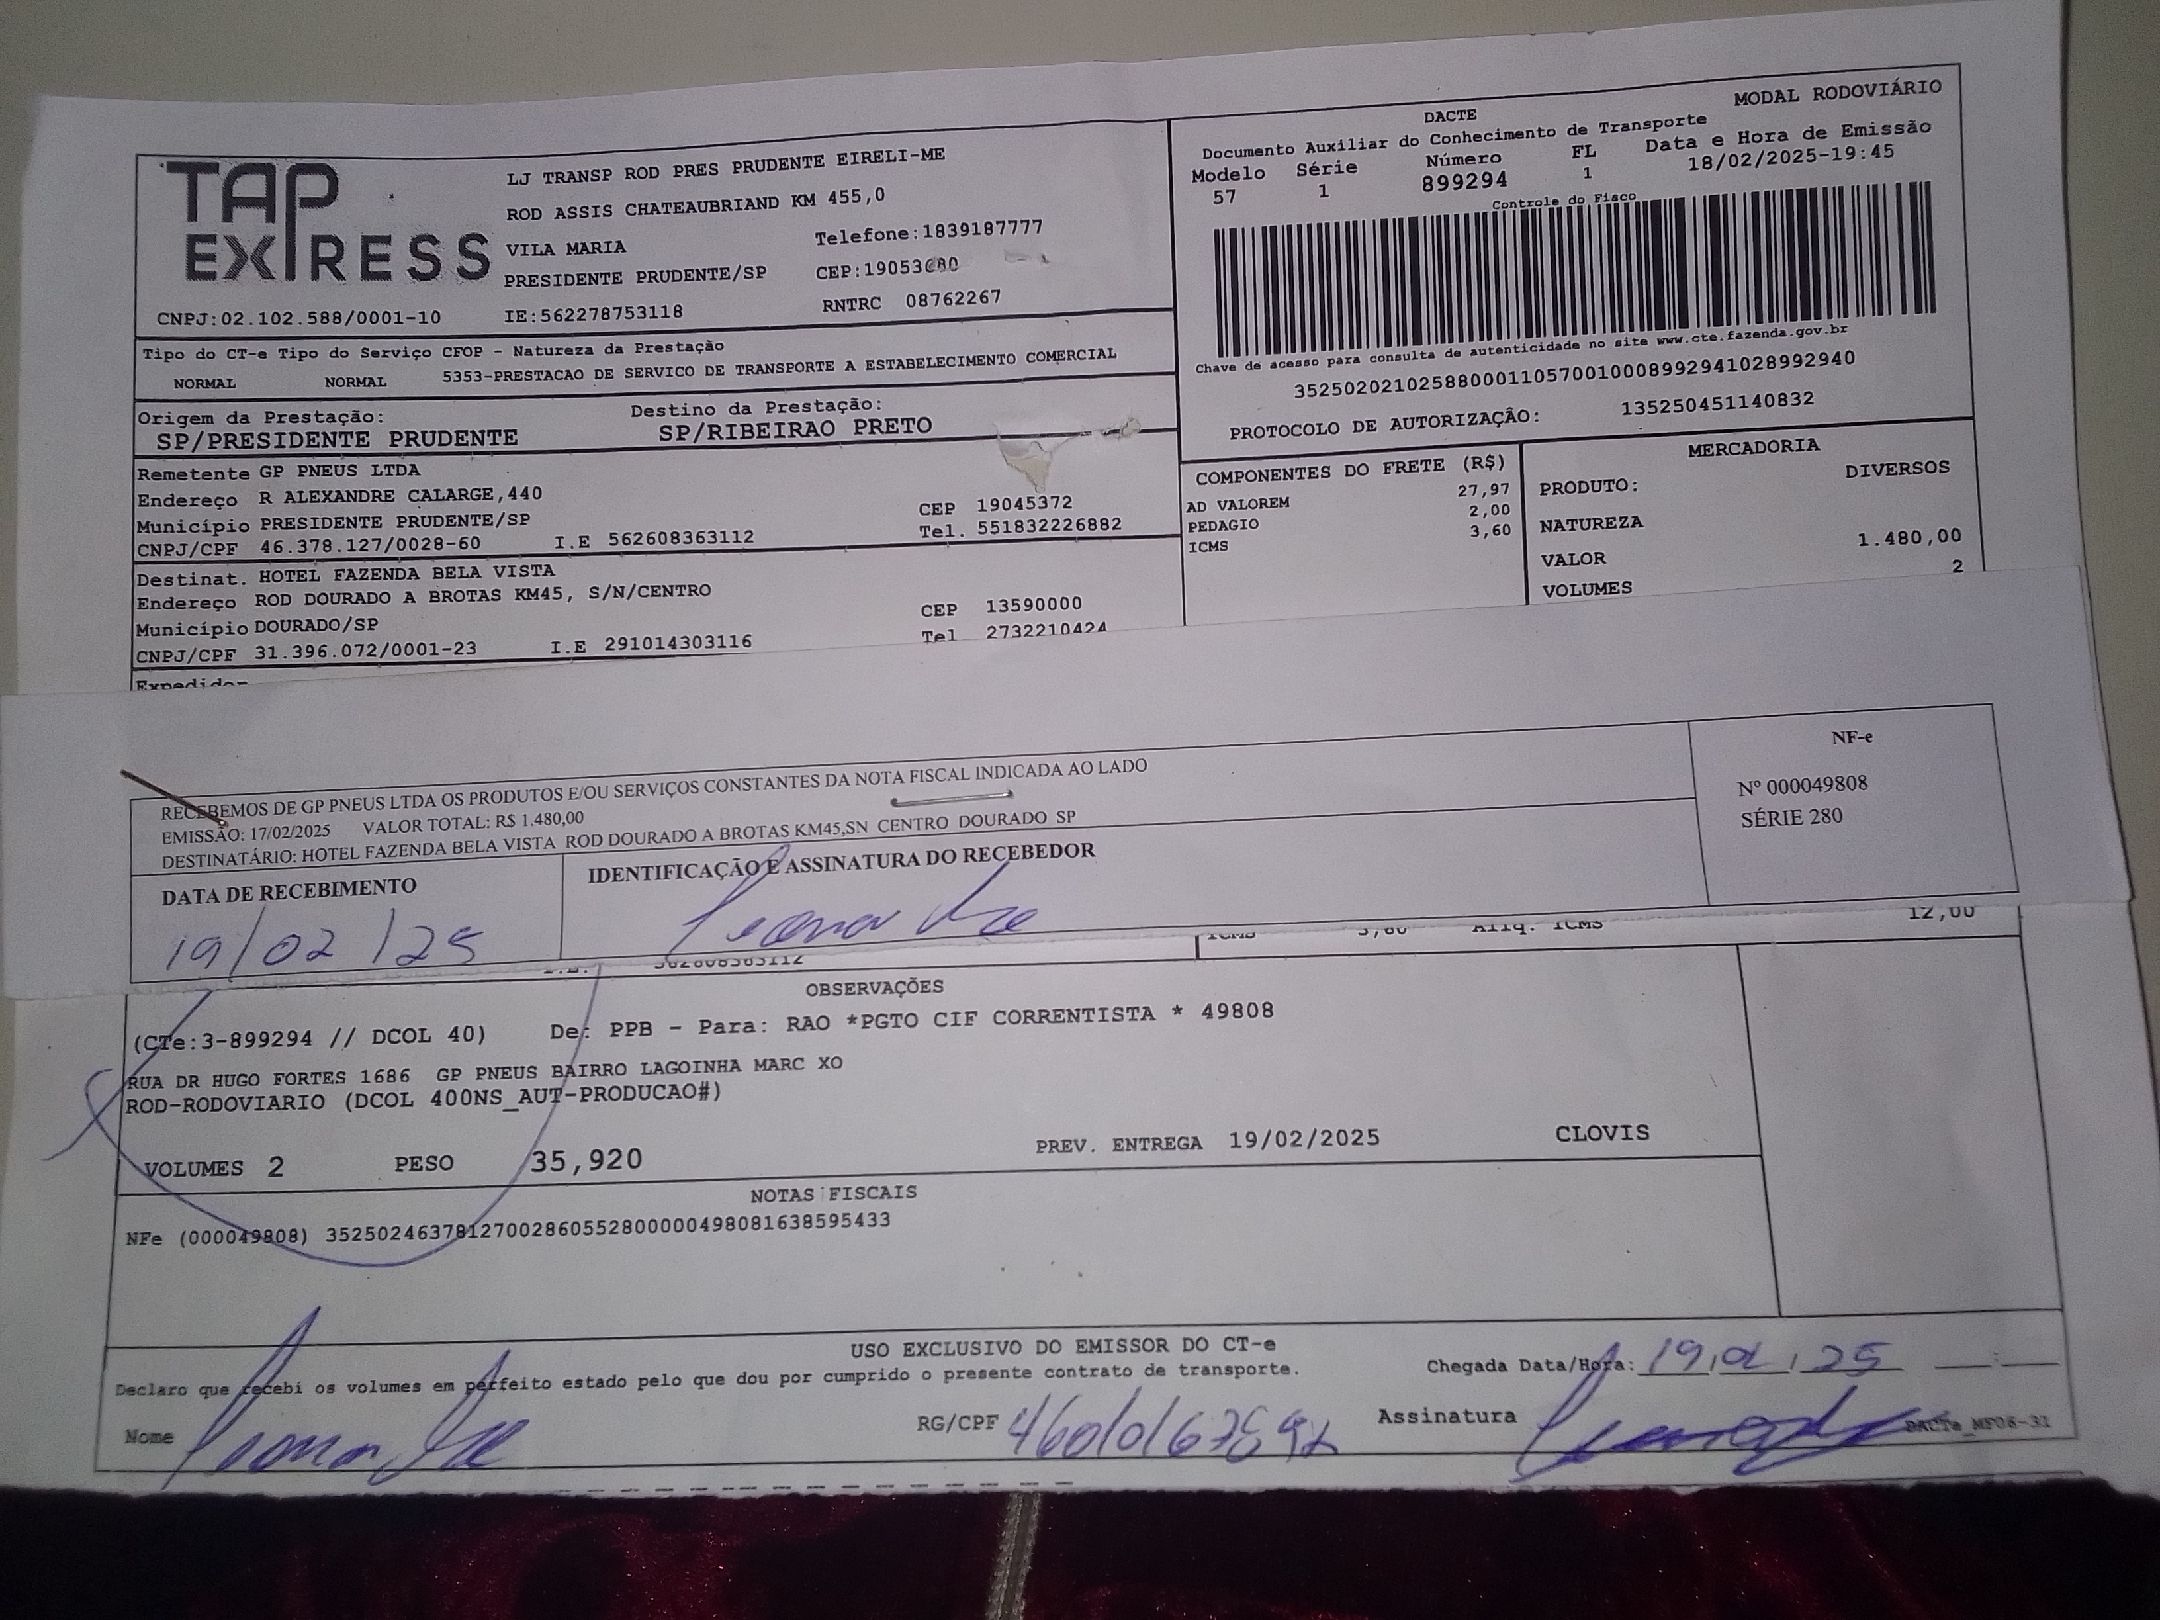 TAP EXPRESS
LJ TRANSP ROD PRES PRUDENTE EIRELI-ME
ROD ASSIS CHATEAUBRIAND KM 455,0
VILA MARIA Telefone:1839187777
PRESIDENTE PRUDENTE/SP CEP:19053680
CNPJ:02.102.588/0001-10 IE:562278753118 RNTRC 08762267
DACTE MODAL RODOVIÁRIO
Documento Auxiliar do Conhecimento de Transporte
Modelo Série Número FL Data e Hora de Emissão
57 1 899294 1 18/02/2025-19:45
Controle do Fisco
Chave de acesso para consulta de autenticidade no site www.cte.fazenda.gov.br
35250202102588000110570010008992941028992940
PROTOCOLO DE AUTORIZAÇÃO: 135250451140832
Tipo do CT-e Tipo do Serviço CFOP - Natureza da Prestação
NORMAL NORMAL 5353-PRESTACAO DE SERVICO DE TRANSPORTE A ESTABELECIMENTO COMERCIAL
Origem da Prestação: Destino da Prestação:
SP/PRESIDENTE PRUDENTE SP/RIBEIRAO PRETO
Remetente GP PNEUS LTDA
Endereço R ALEXANDRE CALARGE,440 CEP 19045372
Município PRESIDENTE PRUDENTE/SP Tel. 551832226882
CNPJ/CPF 46.378.127/0028-60 I.E 562608363112
COMPONENTES DO FRETE (R$)
AD VALOREM 27,97
PEDAGIO 2,00
ICMS 3,60
MERCADORIA
PRODUTO: DIVERSOS
NATUREZA
VALOR 1.480,00
VOLUMES 2
Destinat. HOTEL FAZENDA BELA VISTA
Endereço ROD DOURADO A BROTAS KM45, S/N/CENTRO CEP 13590000
Município DOURADO/SP Tel 2732210424
CNPJ/CPF 31.396.072/0001-23 I.E 291014303116
Expedidor
RECEBEMOS DE GP PNEUS LTDA OS PRODUTOS E/OU SERVIÇOS CONSTANTES DA NOTA FISCAL INDICADA AO LADO
EMISSÃO: 17/02/2025 VALOR TOTAL: R$ 1.480,00
DESTINATÁRIO: HOTEL FAZENDA BELA VISTA ROD DOURADO A BROTAS KM45,SN CENTRO DOURADO SP
NF-e
Nº 000049808
SÉRIE 280
DATA DE RECEBIMENTO IDENTIFICAÇÃO E ASSINATURA DO RECEBEDOR
19/02/25
ICMS 3,60 Aliq. ICMS 12,00
I.E. 562608363112
OBSERVAÇÕES
(CTe:3-899294 // DCOL 40) De: PPB - Para: RAO *PGTO CIF CORRENTISTA * 49808
RUA DR HUGO FORTES 1686 GP PNEUS BAIRRO LAGOINHA MARC XO
ROD-RODOVIARIO (DCOL 400NS_AUT-PRODUCAO#)
VOLUMES 2 PESO 35,920 PREV. ENTREGA 19/02/2025 CLOVIS
NOTAS FISCAIS
NFe (000049808) 35250246378127002860552800000498081638595433
USO EXCLUSIVO DO EMISSOR DO CT-e
Declaro que recebi os volumes em perfeito estado pelo que dou por cumprido o presente contrato de transporte. Chegada Data/Hora: 19,02,25
Nome RG/CPF Assinatura
DACTe_MF06-31